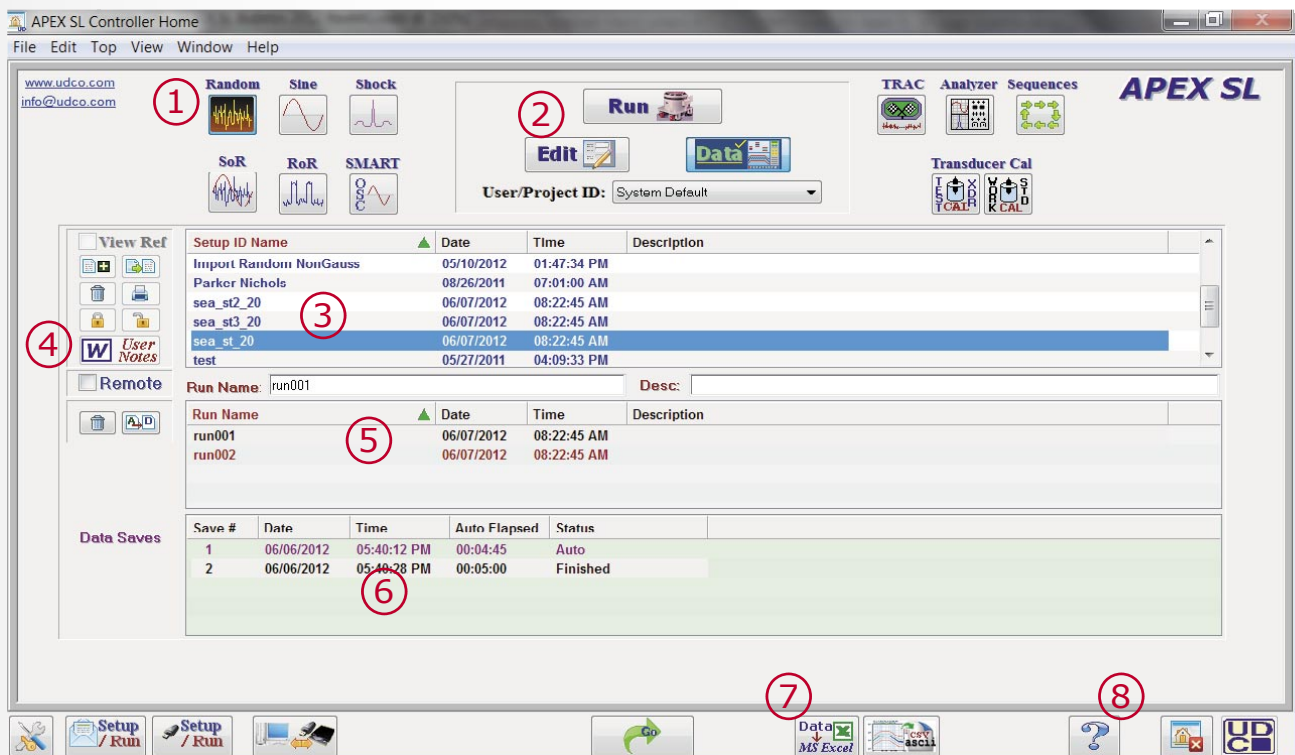 APEX SL Controller Home
File Edit Top View Window Help
www.udco.com
info@udco.com
1
Random Sine Shock
2
Run
TRAC Analyzer Sequences
APEX SL
Edit Data
SoR RoR SMART
OSC
User/Project ID: System Default
Transducer Cal
TEST CAL XDR
WORK CAL STD
View Ref
Setup ID Name Date Time Description
Import Random NonGauss 05/10/2012 01:47:34 PM
Parker Nichols 08/26/2011 07:01:00 AM
sea_st2_20 06/07/2012 08:22:45 AM
3
sea_st3_20 06/07/2012 08:22:45 AM
4
W User Notes
sea_st_20 06/07/2012 08:22:45 AM
test 05/27/2011 04:09:33 PM
Remote
Run Name: run001 Desc:
A D
Run Name Date Time Description
run001 06/07/2012 08:22:45 AM
5
run002 06/07/2012 08:22:45 AM
Data Saves
Save # Date Time Auto Elapsed Status
1 06/06/2012 05:40:12 PM 00:04:45 Auto
2 06/06/2012 05:40:28 PM 00:05:00 Finished
6
7
8
Setup / Run
Setup / Run
Go
Data MS Excel
csv ascii
?
UD